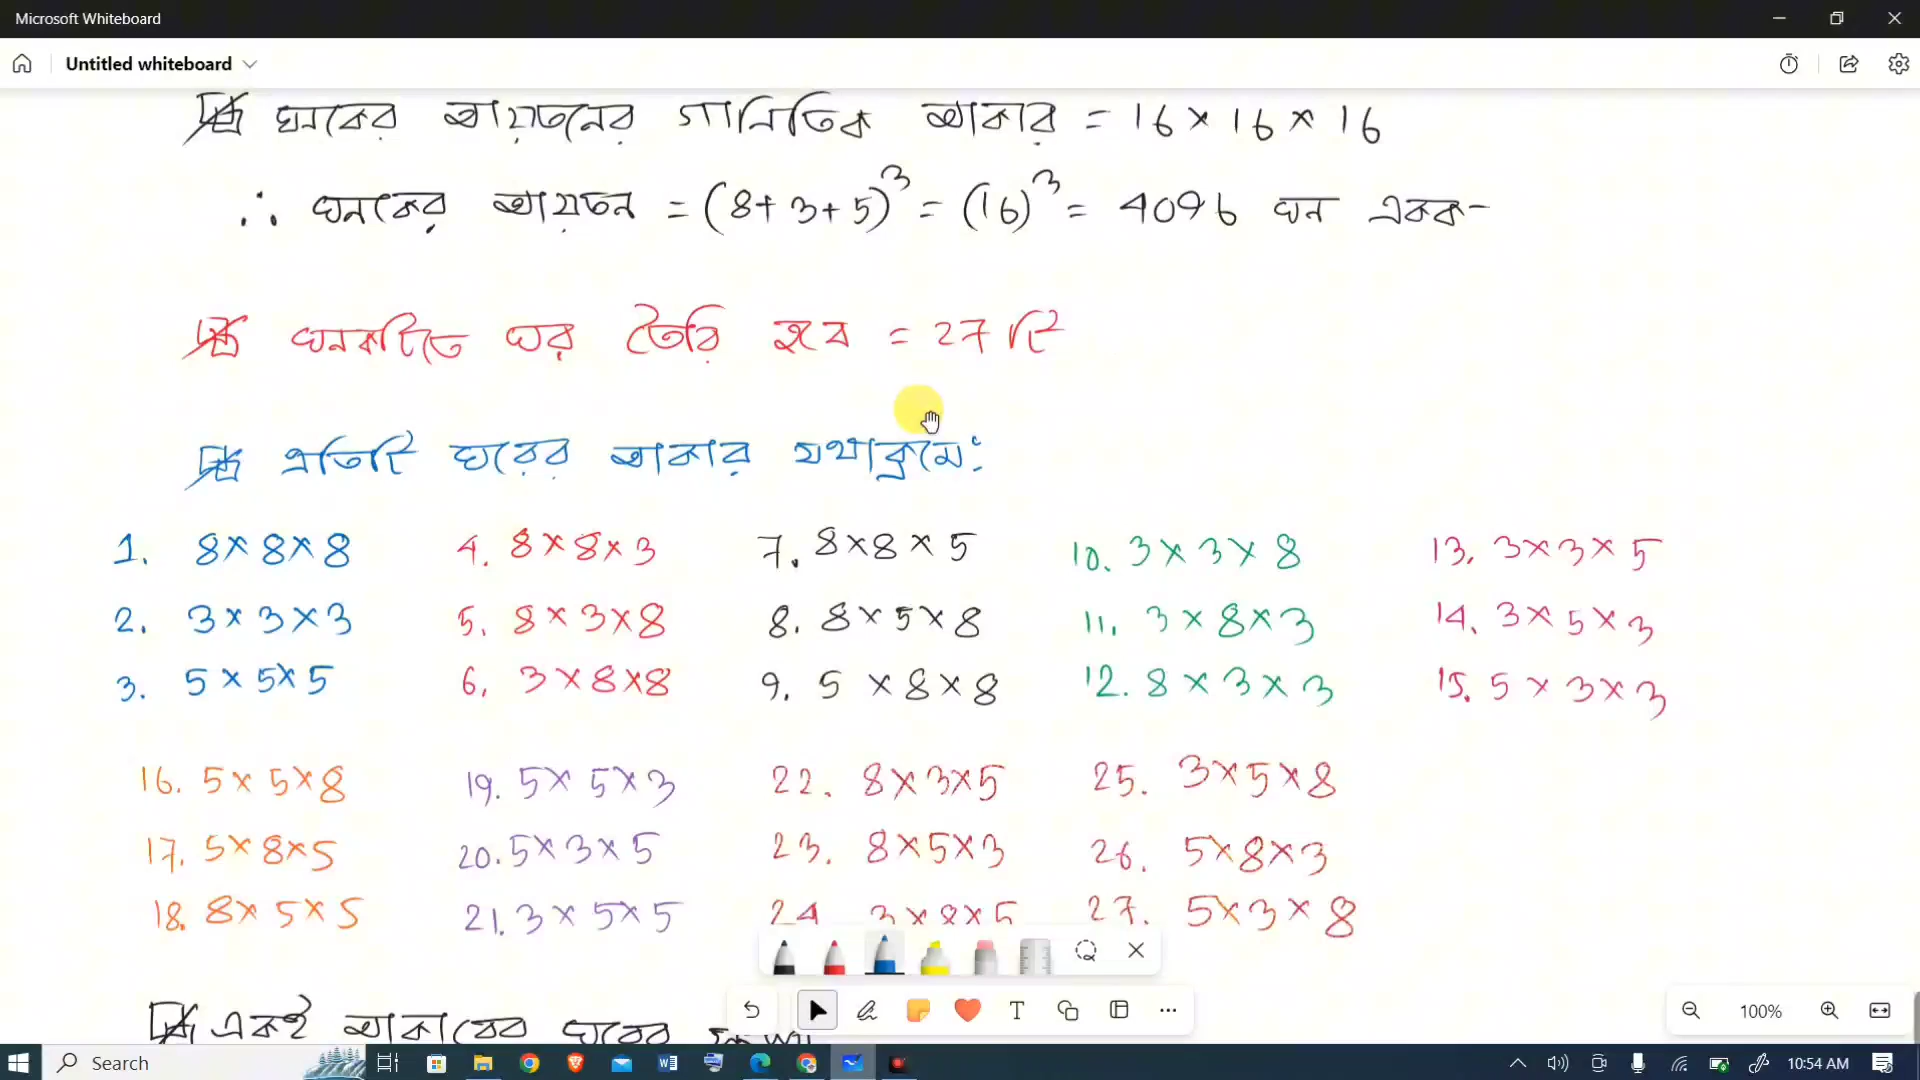 Microsoft Whiteboard
Untitled whiteboard
ঘনকের আয়তনের গাণিতিক আকার = 16 × 16 × 16
∴ ঘনকের আয়তন = (8+3+5)³ = (16)³ = 4096 ঘন একক
ঘনকটিতে ঘর তৈরি হবে = 27 টি
প্রতিটি ঘরের আকার যথাক্রমে:
1. 8×8×8 4. 8×8×3 7. 8×8×5 10. 3×3×8 13. 3×3×5
2. 3×3×3 5. 8×3×8 8. 8×5×8 11. 3×8×3 14. 3×5×3
3. 5×5×5 6. 3×8×8 9. 5×8×8 12. 8×3×3 15. 5×3×3
16. 5×5×8 19. 5×5×3 22. 8×3×5 25. 3×5×8
17. 5×8×5 20. 5×3×5 23. 8×5×3 26. 5×8×3
18. 8×5×5 21. 3×5×5 24. 3×8×5 27. 5×3×8
একই আকারের ঘরের
100%
Search
10:54 AM